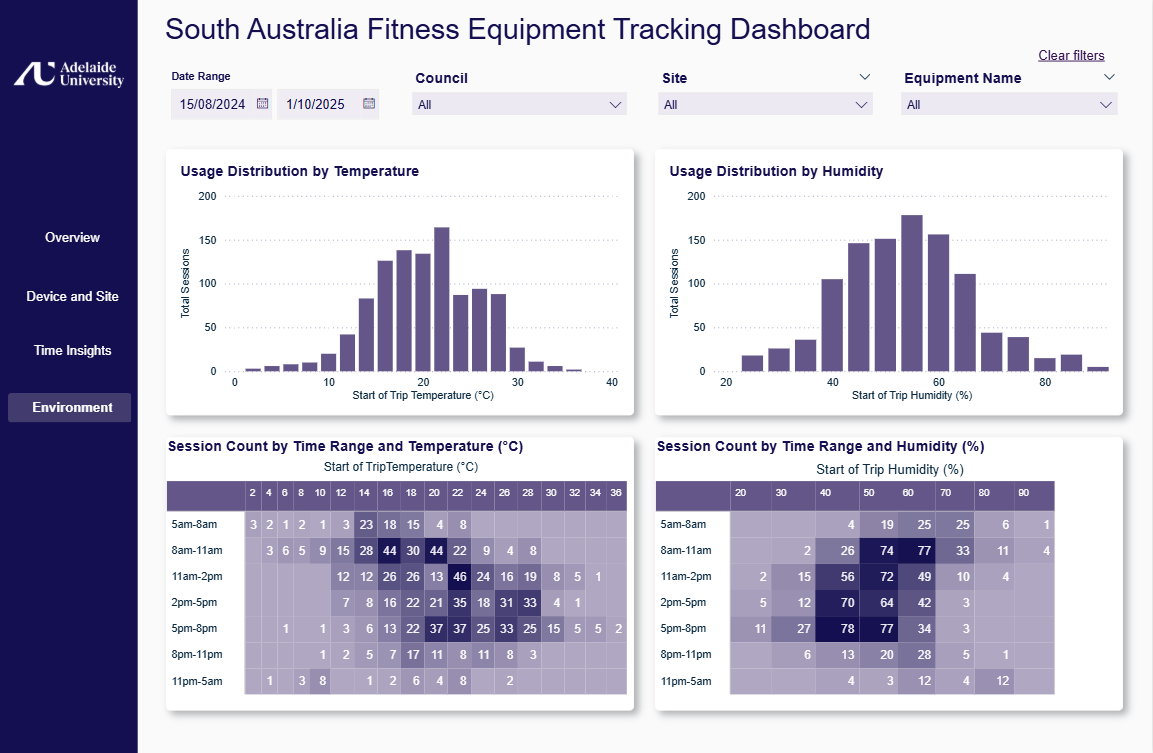 South Australia Fitness Equipment Tracking Dashboard
Clear filters
Adelaide
University
Date Range
Council
Site
Equipment Name
15/08/2024
1/10/2025
All
All
All
Overview
Device and Site
Time Insights
Environment
Usage Distribution by Temperature
200
150
100
50
0
Total Sessions
0 10 20 30 40
Start of Trip Temperature (°C)
Usage Distribution by Humidity
200
150
100
50
0
Total Sessions
20 40 60 80
Start of Trip Humidity (%)
Session Count by Time Range and Temperature (°C)
Start of TripTemperature (°C)
2 4 6 8 10 12 14 16 18 20 22 24 26 28 30 32 34 36
5am-8am 3 2 1 2 1 3 23 18 15 4 8
8am-11am 3 6 5 9 15 28 44 30 44 22 9 4 8
11am-2pm 12 12 26 26 13 46 24 16 19 8 5 1
2pm-5pm 7 8 16 22 21 35 18 31 33 4 1
5pm-8pm 1 1 3 6 13 22 37 37 25 33 25 15 5 5 2
8pm-11pm 1 2 5 7 17 11 8 11 8 3
11pm-5am 1 3 8 1 2 6 4 8 2
Session Count by Time Range and Humidity (%)
Start of Trip Humidity (%)
20 30 40 50 60 70 80 90
5am-8am 4 19 25 25 6 1
8am-11am 2 26 74 77 33 11 4
11am-2pm 2 15 56 72 49 10 4
2pm-5pm 5 12 70 64 42 3
5pm-8pm 11 27 78 77 34 3
8pm-11pm 6 13 20 28 5 1
11pm-5am 4 3 12 4 12